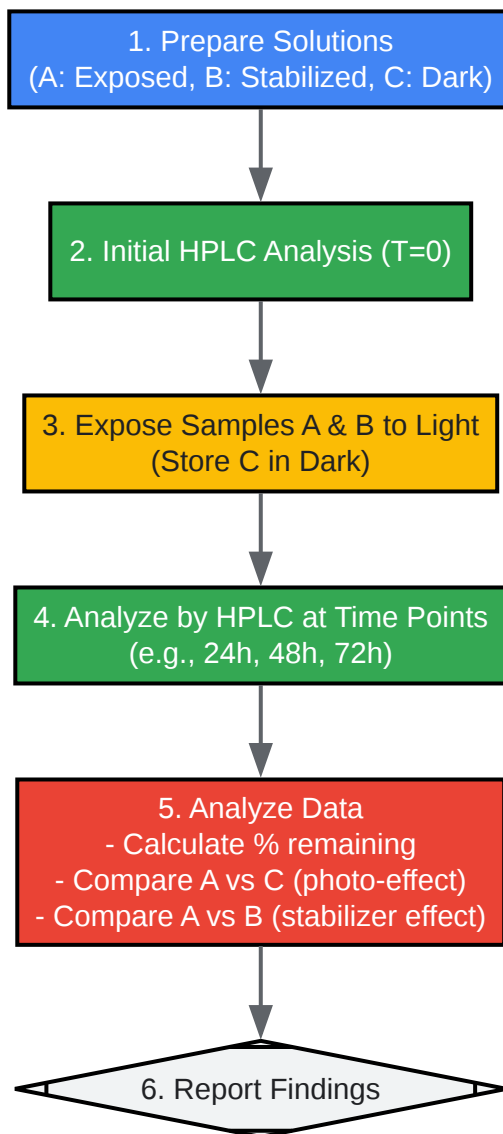 1. Prepare Solutions
(A: Exposed, B: Stabilized, C: Dark)
2. Initial HPLC Analysis (T=0)
3. Expose Samples A & B to Light
(Store C in Dark)
4. Analyze by HPLC at Time Points
(e.g., 24h, 48h, 72h)
5. Analyze Data
- Calculate % remaining
- Compare A vs C (photo-effect)
- Compare A vs B (stabilizer effect)
6. Report Findings